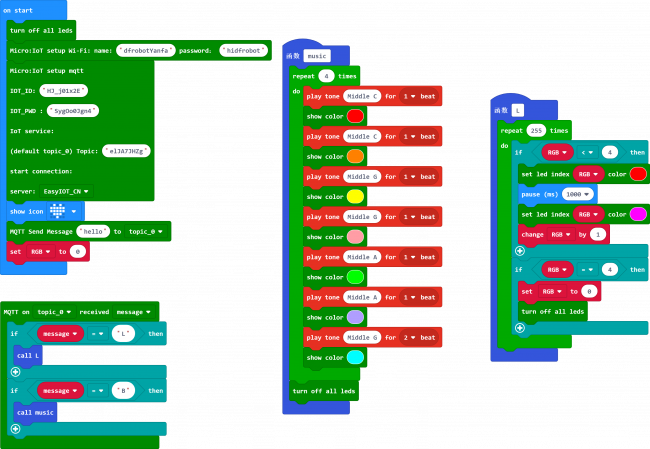 on start
turn off all leds
Micro:IoT setup Wi-Fi: name: "dfrobotYanfa" password: "hidfrobot"
Micro:IoT setup mqtt
IOT_ID: "HJ_j01x2E"
IOT_PWD : "SygOo03gn4"
IoT service:
(default topic_0) Topic: "elJA7JHZg"
start connection:
server: EasyIOT_CN
show icon
MQTT Send Message "hello" to topic_0
set RGB to 0
MQTT on topic_0 received message
if message = "L" then
call L
if message = "B" then
call music
函数 music
repeat 4 times
do
play tone Middle C for 1 beat
show color
play tone Middle C for 1 beat
show color
play tone Middle G for 1 beat
show color
play tone Middle G for 1 beat
show color
play tone Middle A for 1 beat
show color
play tone Middle A for 1 beat
show color
play tone Middle G for 2 beat
show color
turn off all leds
函数 L
repeat 255 times
do
if RGB < 4 then
set led index RGB color
pause (ms) 1000
set led index RGB color
change RGB by 1
if RGB = 4 then
set RGB to 0
turn off all leds